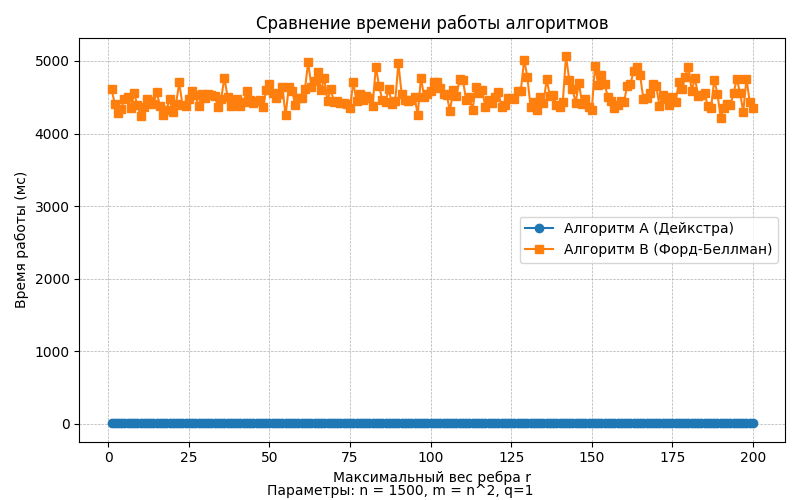 Сравнение времени работы алгоритмов
Время работы (мс)
5000
4000
3000
2000
1000
0
Алгоритм A (Дейкстра)
Алгоритм B (Форд-Беллман)
0 25 50 75 100 125 150 175 200
Максимальный вес ребра r
Параметры: n = 1500, m = n^2, q=1